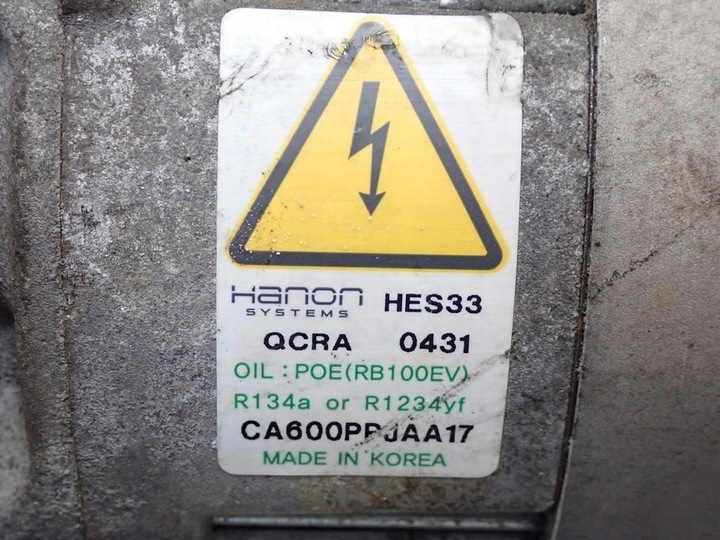 Hanon HES33
SYSTEMS
QCRA 0431
OIL : POE(RB100EV)
R134a or R1234yf
CA600PPJAA17
MADE IN KOREA